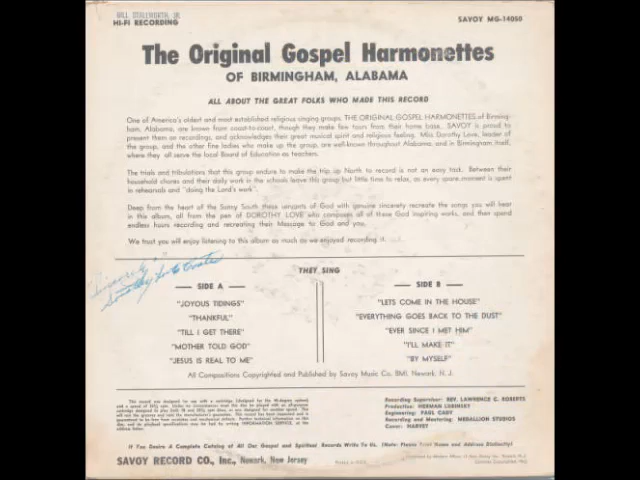 HI-FI RECORDING
SAVOY MG-14050
The Original Gospel Harmonettes
OF BIRMINGHAM, ALABAMA
ALL ABOUT THE GREAT FOLKS WHO MADE THIS RECORD
One of America's oldest and most established religious singing groups, THE ORIGINAL GOSPEL HARMONETTES of Birming-
ham, Alabama, are known from coast-to-coast, though they make few tours from their home base. SAVOY is proud to
present them on recordings, and acknowledges their great musical spirit and religious feeling. Miss Dorothy Love, leader of
the group, and the other fine ladies who make up the group, are well-known throughout Alabama, and in Birmingham itself,
where they all serve the local Board of Education as teachers.
The trials and tribulations that this group endure to make the trip up North to record is not an easy task. Between their
household chores and their daily work in the schools leave this group but little time to relax, as every spare moment is spent
in rehearsals and "doing the Lord's work".
Deep from the heart of the Sunny South these servants of God with genuine sincerely recreate the songs you will hear
in this album, all from the pen of DOROTHY LOVE who composes all of these God inspiring works, and then spend
endless hours recording and recreating their Message to God and you.
We trust you will enjoy listening to this album as much as we enjoyed recording it.
Sincerely
Dorothy Love Coates
THEY SING
SIDE A
"JOYOUS TIDINGS"
"THANKFUL"
"TILL I GET THERE"
"MOTHER TOLD GOD"
"JESUS IS REAL TO ME"
SIDE B
"LETS COME IN THE HOUSE"
"EVERYTHING GOES BACK TO THE DUST"
"EVER SINCE I MET HIM"
"I'LL MAKE IT"
"BY MYSELF"
All Compositions Copyrighted and Published by Savoy Music Co. BMI, Newark, N. J.
Recording Supervisor: REV. LAWRENCE C. ROBERTS
Production: HERMAN LUBINSKY
Engineering: PAUL CADY
Recording and Mastering: MEDALLION STUDIOS
Cover: HARVEY
If You Desire A Complete Catalog of All Our Gospel and Spiritual Records Write To Us. (Note: Please Print Name and Address Distinctly)
SAVOY RECORD CO., Inc., Newark, New Jersey